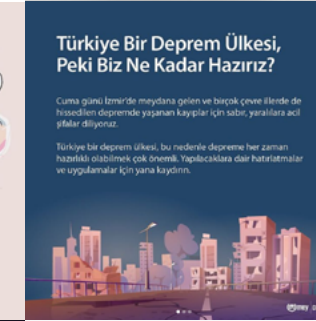 Türkiye Bir Deprem Ülkesi,
Peki Biz Ne Kadar Hazırız?
Cuma günü İzmir'de meydana gelen ve birçok çevre illerde de
hissedilen depremde yaşanan kayıplar için sabır, yaralılara acil
şifalar diliyoruz.
Türkiye bir deprem ülkesi, bu nedenle depreme her zaman
hazırlıklı olabilmek çok önemli. Yapılacaklara dair hatırlatmalar
ve uygulamalar için yana kaydırın.